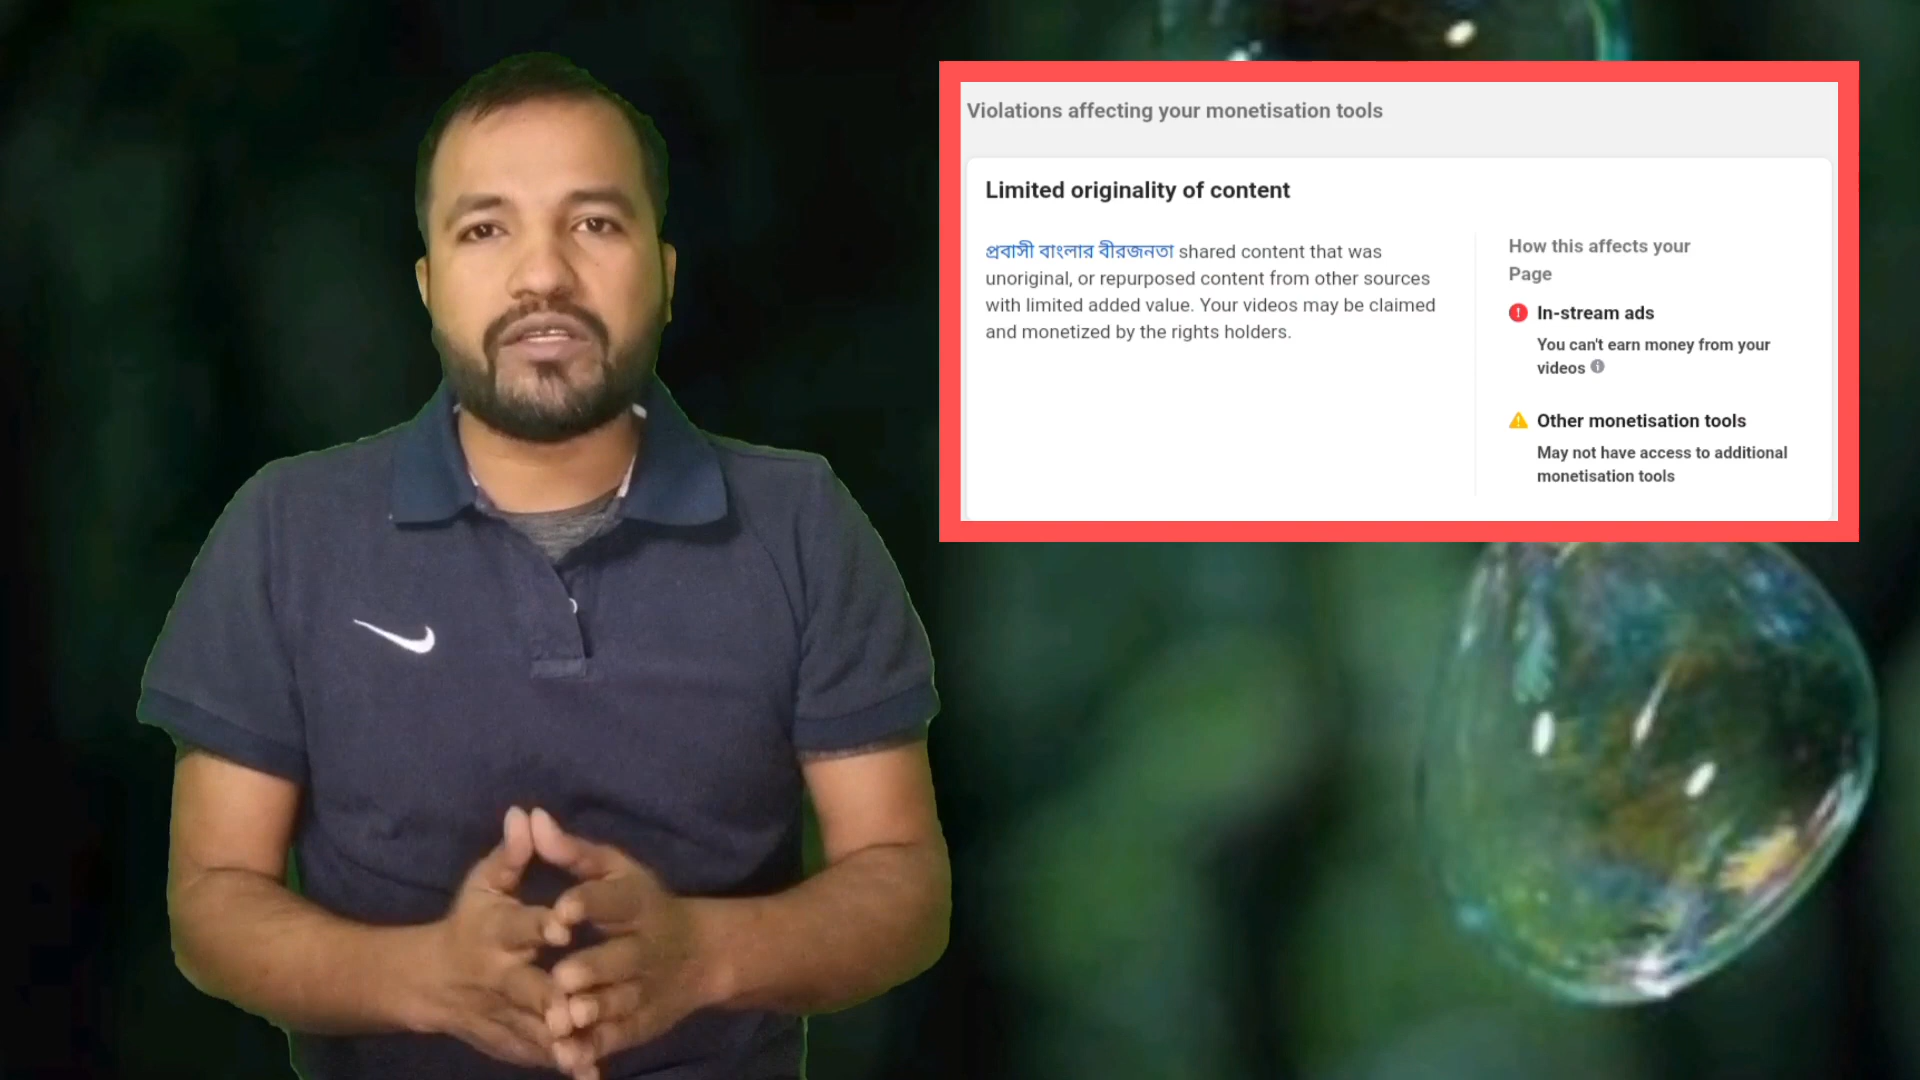 Violations affecting your monetisation tools
Limited originality of content
প্রবাসী বাংলার বীরজনতা shared content that was
unoriginal, or repurposed content from other sources
with limited added value. Your videos may be claimed
and monetized by the rights holders.
How this affects your
Page
In-stream ads
You can't earn money from your
videos
Other monetisation tools
May not have access to additional
monetisation tools